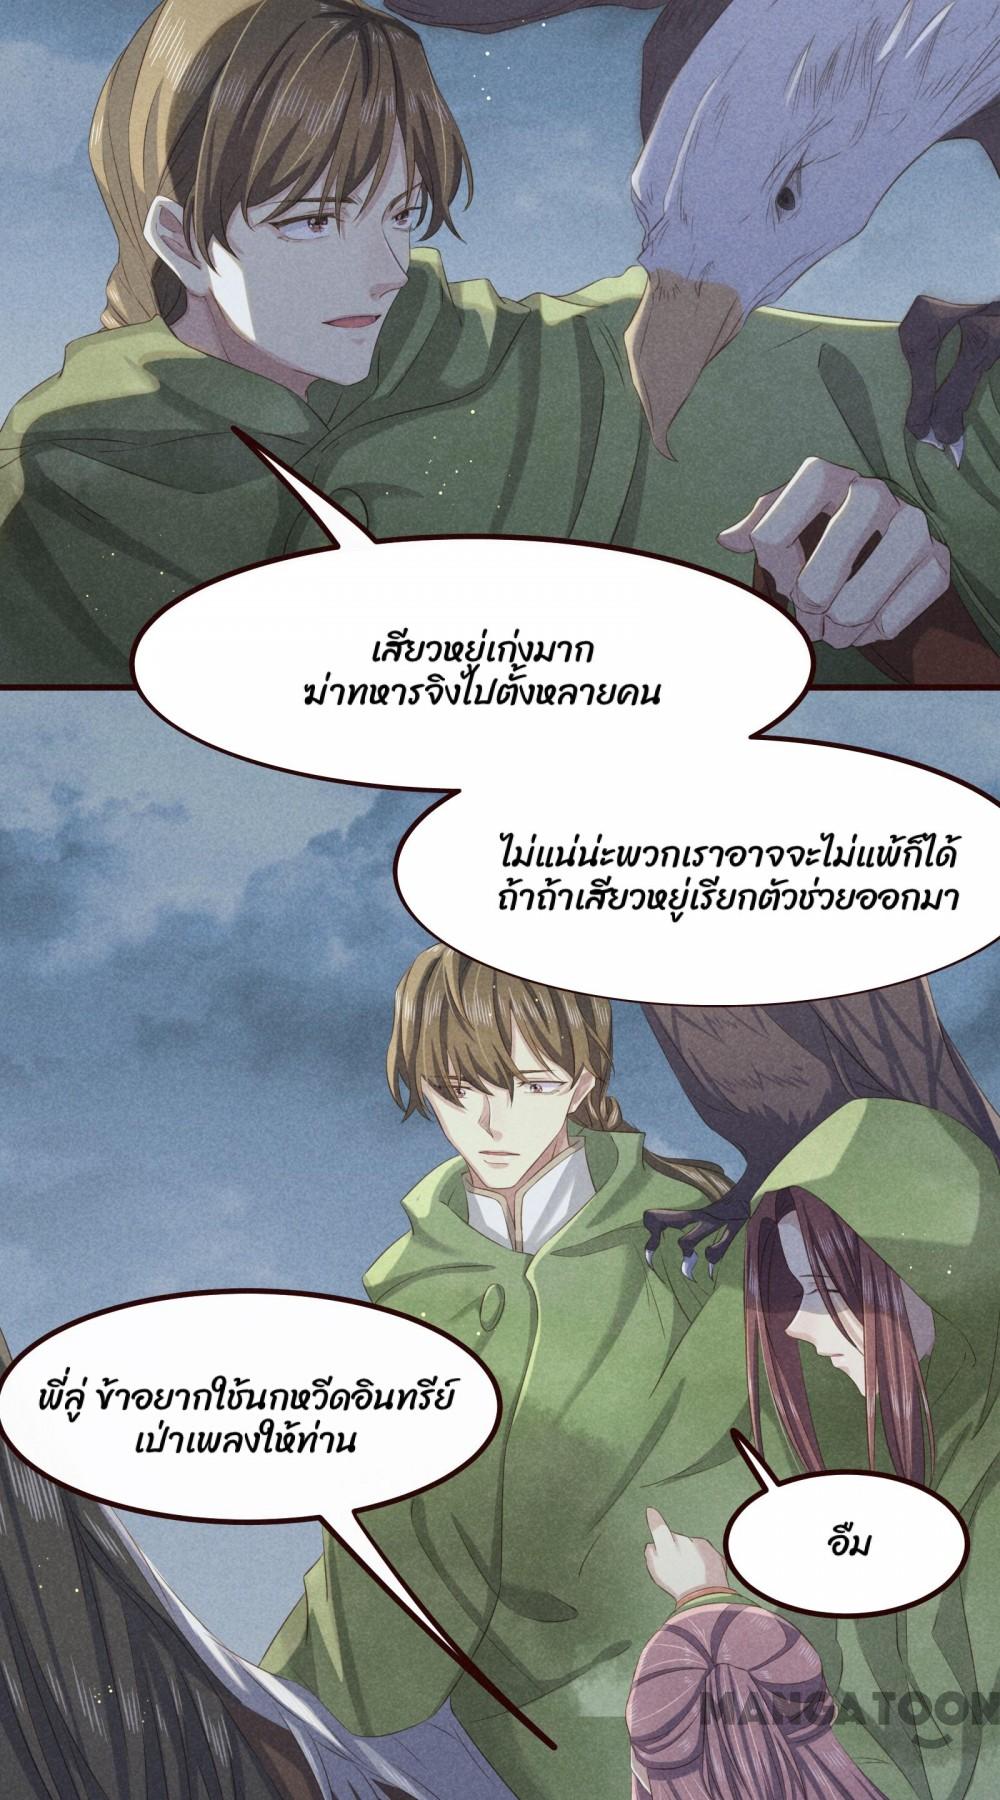 เสียวหยู่เก่งมาก
ฆ่าทหารจิงไปตั้งหลายคน
ไม่แน่น่ะพวกเราอาจจะไม่แพ้ก็ได้
ถ้าถ้าเสียวหยู่เรียกตัวช่วยออกมา
พี่ลู่ ข้าอยากใช้นกหวีดอินทรีย์
เป่าเพลงให้ท่าน
อืม
MANGATOON